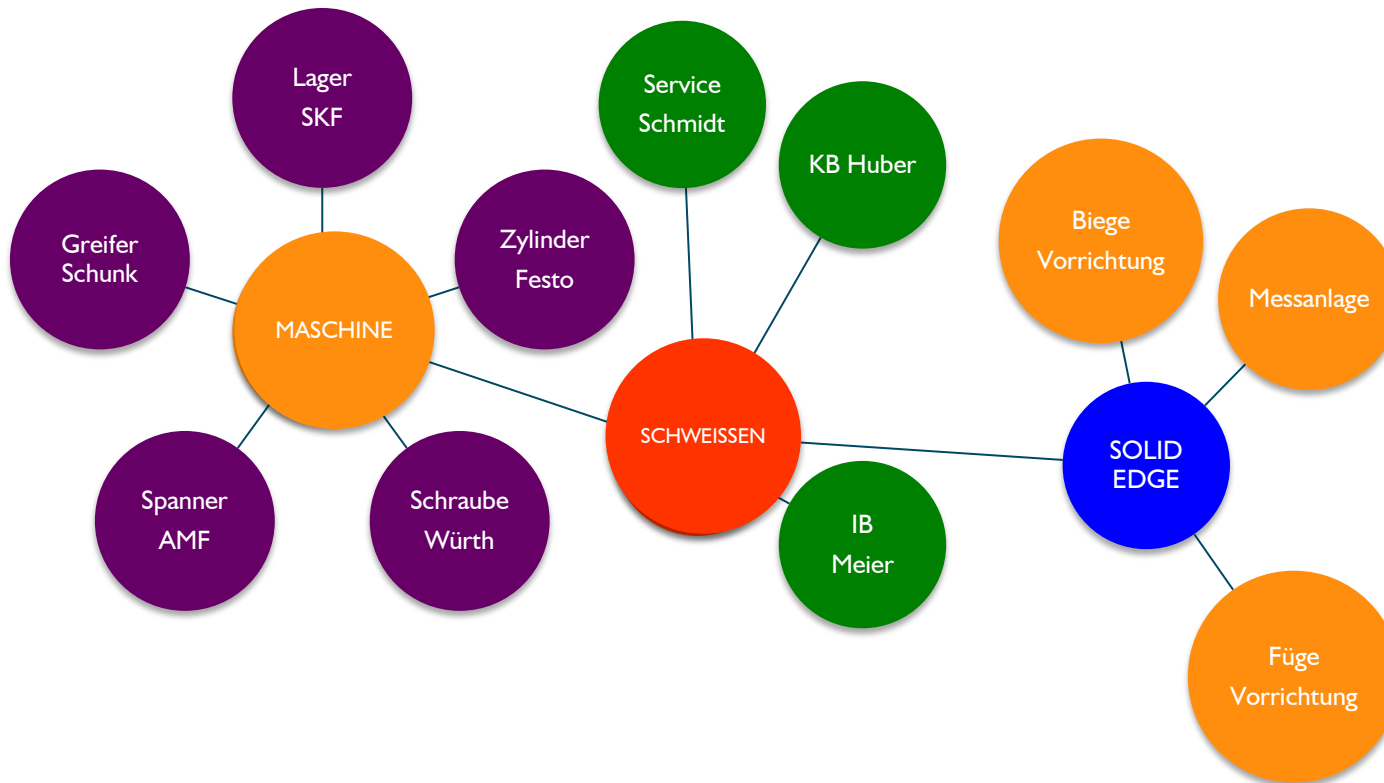 Lager
SKF
Service
Schmidt
KB Huber
Greifer
Schunk
Zylinder
Festo
Biege
Vorrichtung
Messanlage
MASCHINE
SCHWEISSEN
SOLID
EDGE
Spanner
AMF
Schraube
Würth
IB
Meier
Füge
Vorrichtung